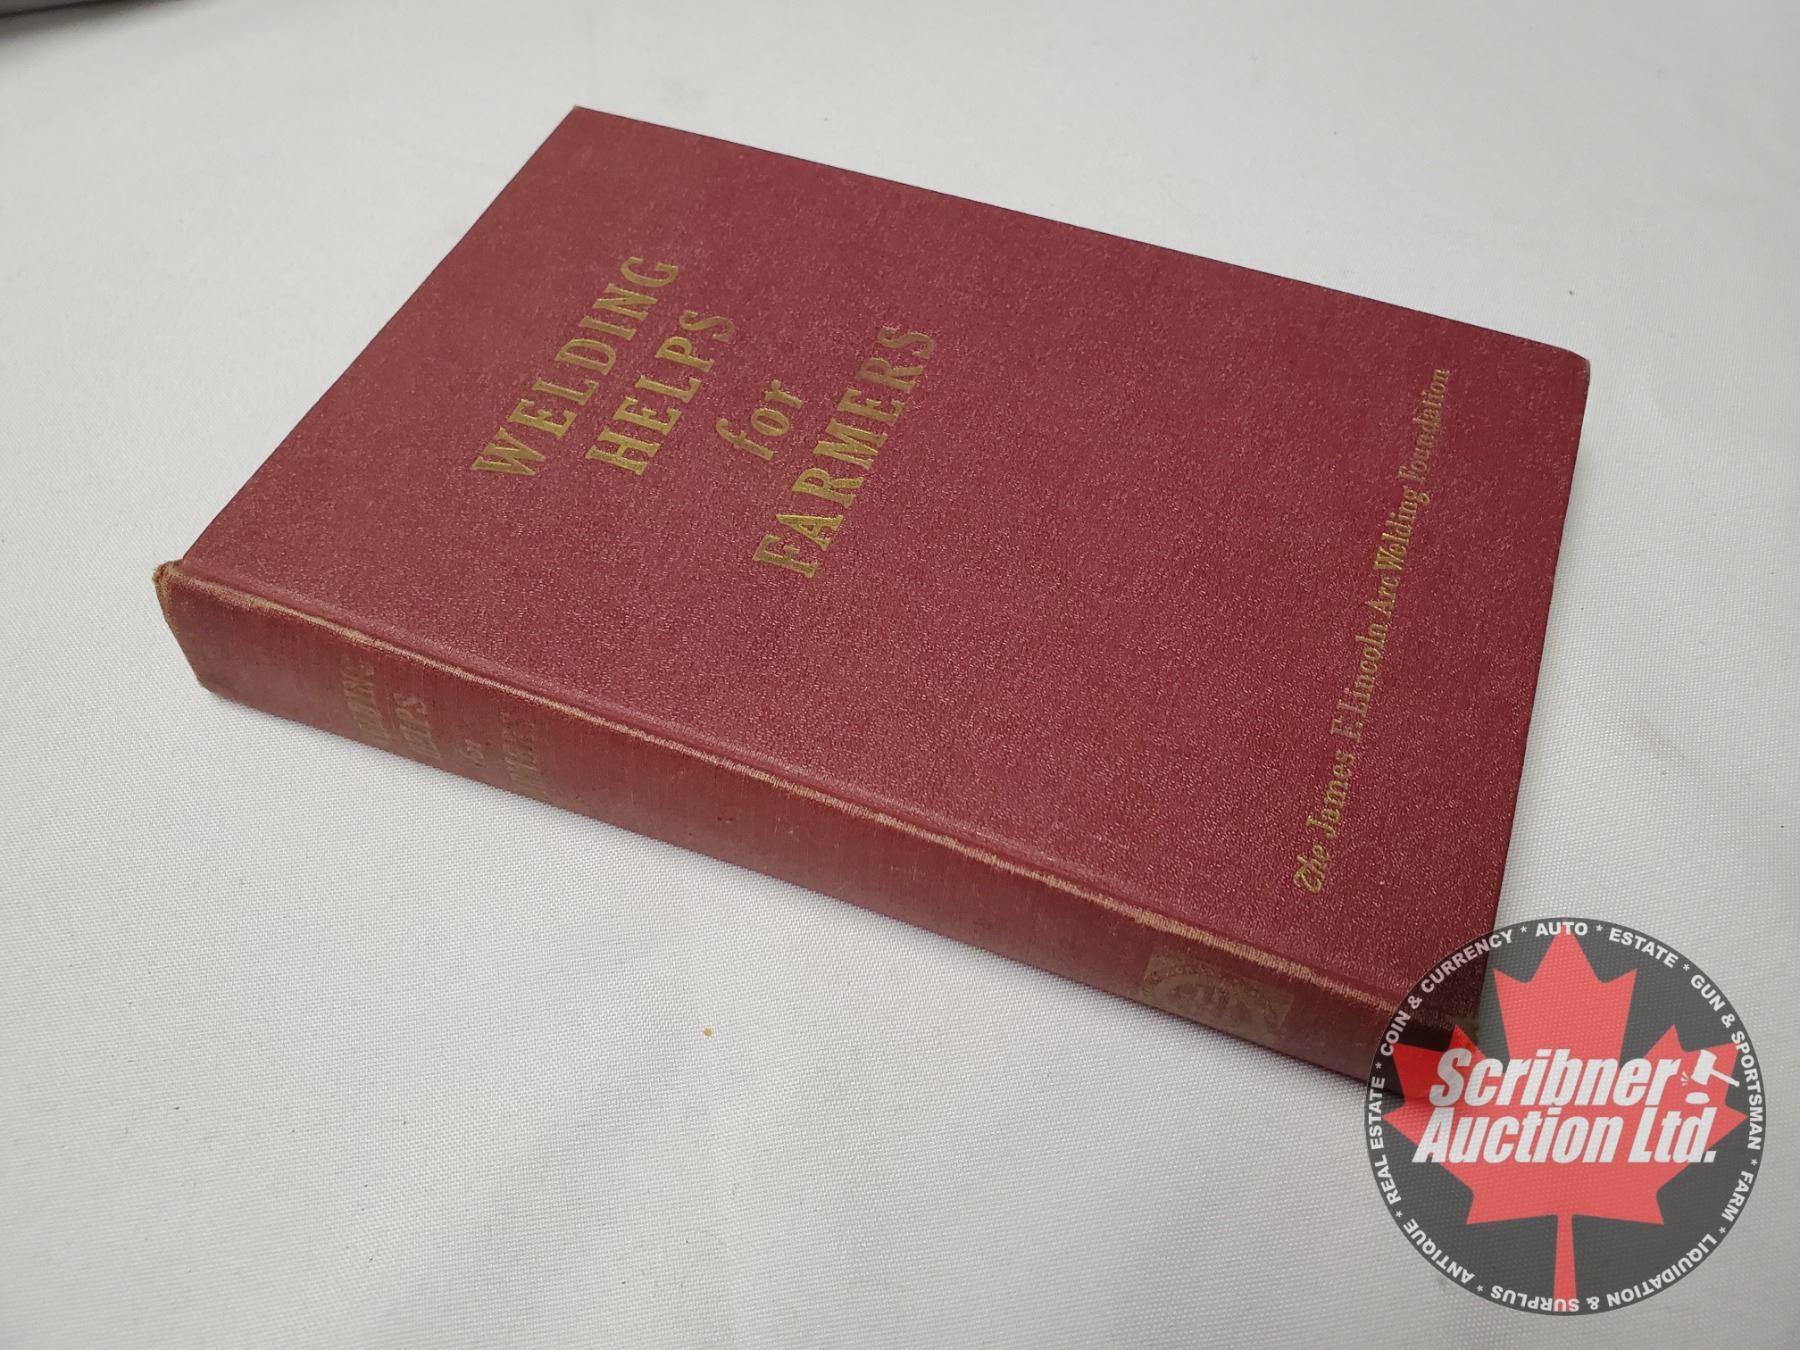 WELDING
HELPS
for
FARMERS
The James F. Lincoln Arc Welding Foundation
HELPS
for
Scribner
Auction Ltd.
REAL ESTATE * COIN & CURRENCY * AUTO * ESTATE * GUN & SPORTSMAN * FARM * LIQUIDATION & SURPLUS * ANTIQUE *